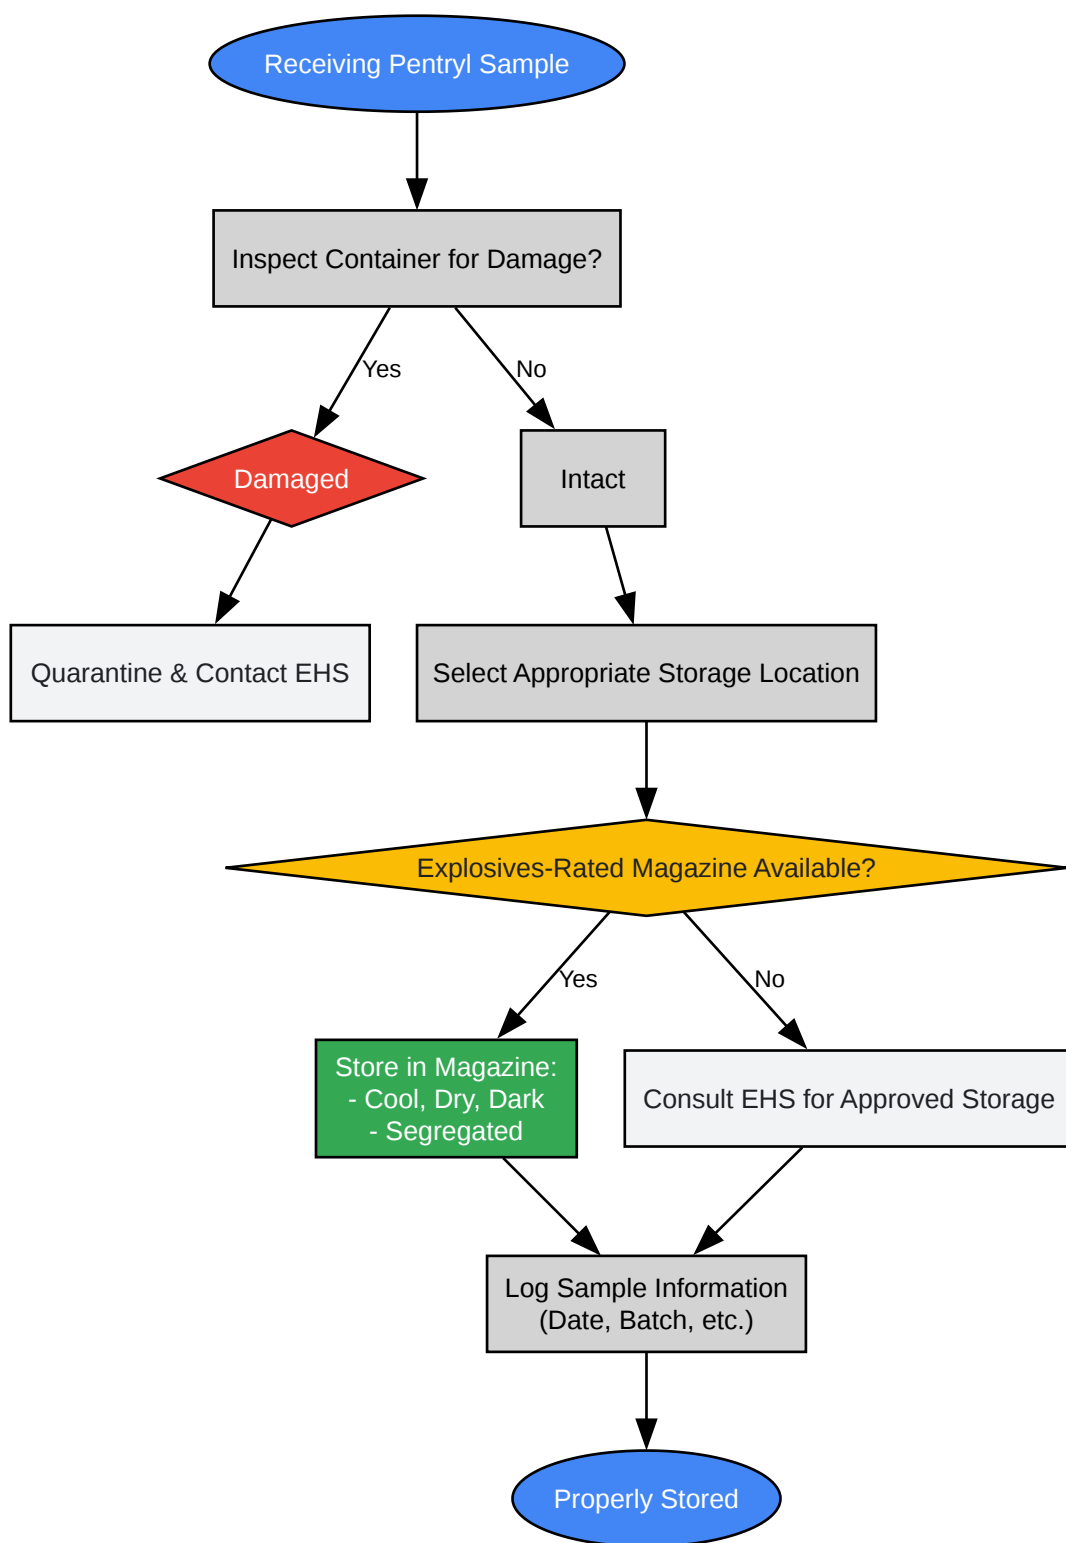 Receiving Pentryl Sample
Inspect Container for Damage?
Yes
No
Damaged
Intact
Quarantine & Contact EHS
Select Appropriate Storage Location
Explosives-Rated Magazine Available?
Yes
No
Store in Magazine:
- Cool, Dry, Dark
- Segregated
Consult EHS for Approved Storage
Log Sample Information
(Date, Batch, etc.)
Properly Stored